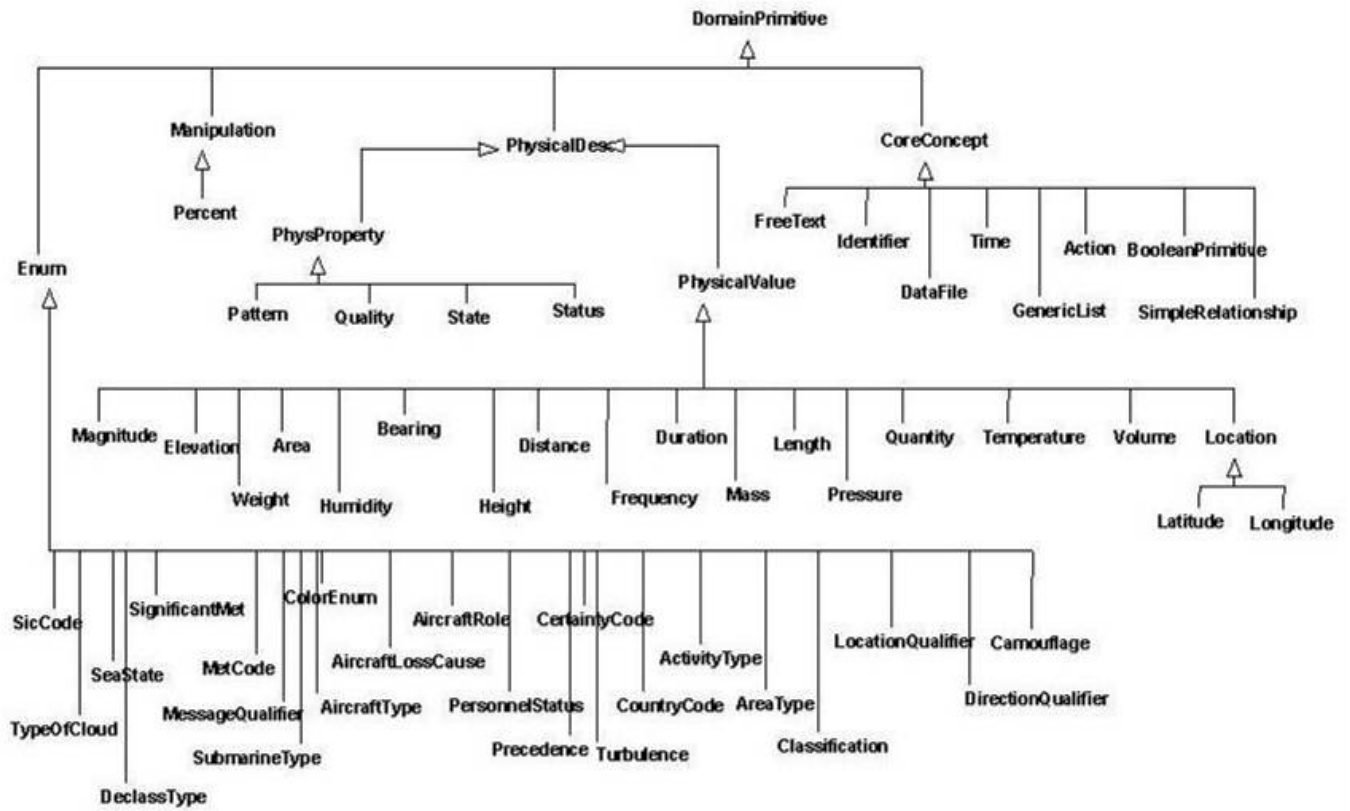 DomainPrimitive
Manipulation
PhysicalDesc
CoreConcept
Percent
FreeText
PhysProperty
Identifier
Time
Action
BooleanPrimitive
Enum
PhysicalValue
DataFile
Pattern
Quality
State
Status
GenericList
SimpleRelationship
Magnitude
Elevation
Area
Bearing
Distance
Duration
Length
Quantity
Temperature
Volume
Location
Weight
Humidity
Height
Frequency
Mass
Pressure
Latitude
Longitude
SicCode
SignificantMet
ColorEnum
AircraftRole
CertaintyCode
LocationQualifier
Camouflage
SeaState
MetCode
AircraftLossCause
ActivityType
TypeOfCloud
MessageQualifier
AircraftType
PersonnelStatus
CountryCode
AreaType
DirectionQualifier
SubmarineType
Precedence
Turbulence
Classification
DeclassType